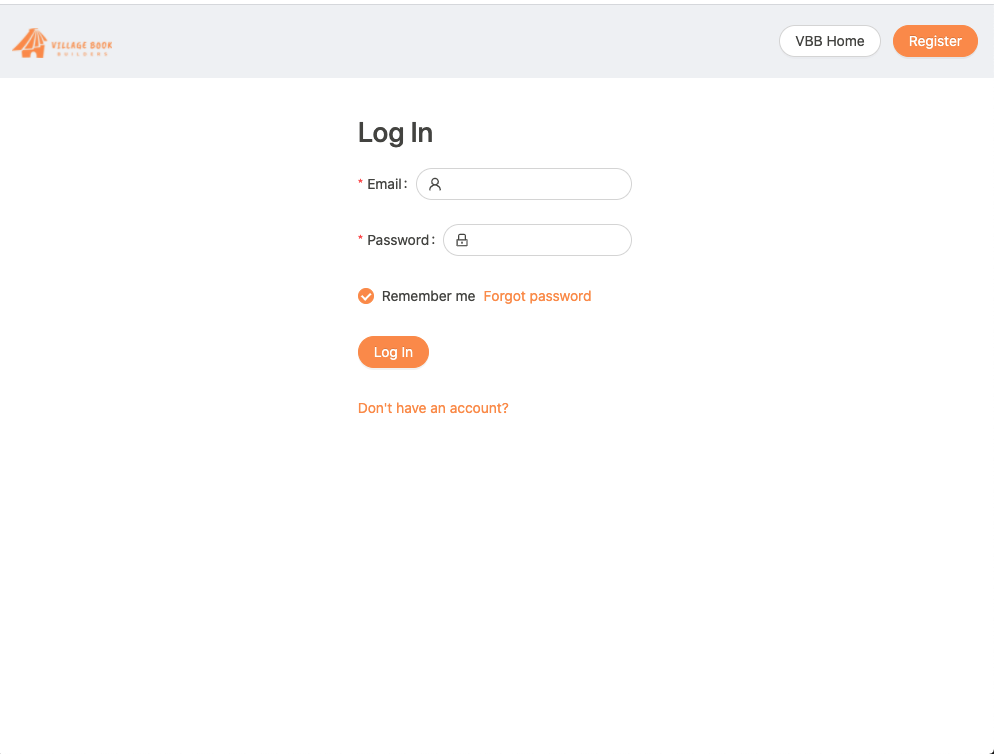 VILLAGE BOOK
BUILDERS
VBB Home
Register
Log In
* Email:
* Password:
Remember me Forgot password
Log In
Don't have an account?